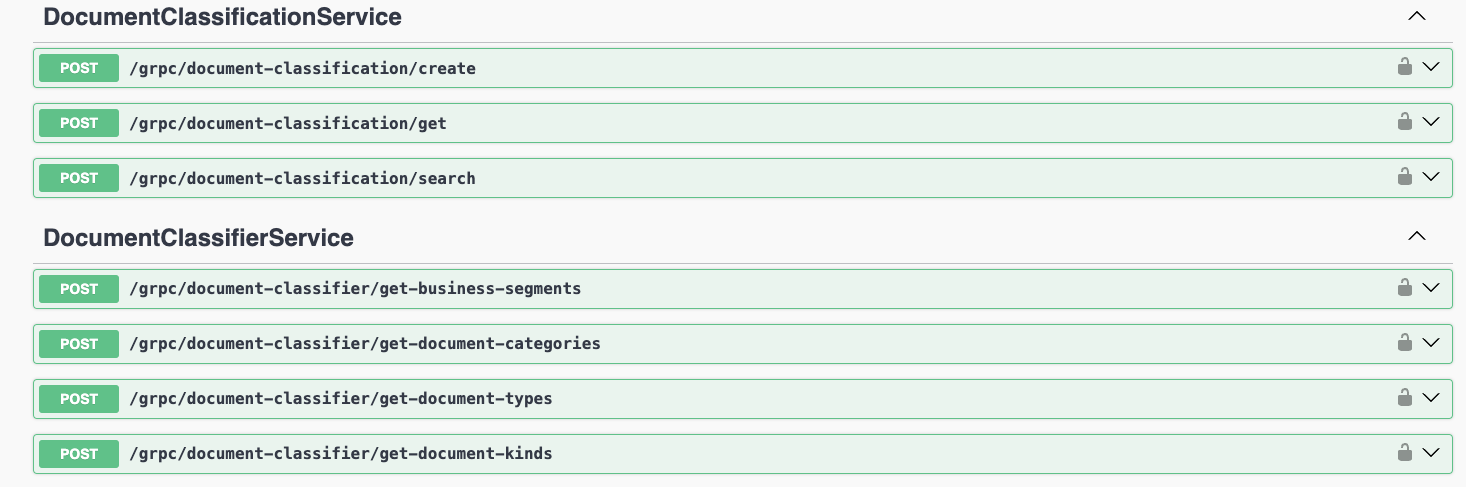 DocumentClassificationService
POST /grpc/document-classification/create
POST /grpc/document-classification/get
POST /grpc/document-classification/search
DocumentClassifierService
POST /grpc/document-classifier/get-business-segments
POST /grpc/document-classifier/get-document-categories
POST /grpc/document-classifier/get-document-types
POST /grpc/document-classifier/get-document-kinds